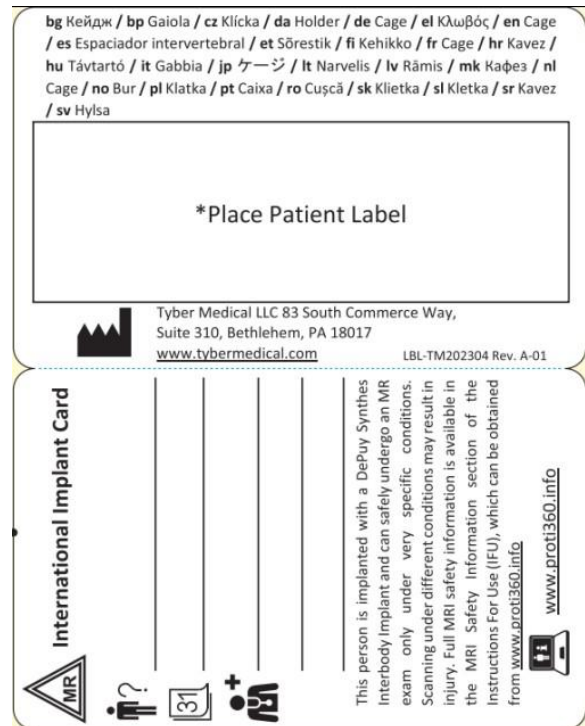 bg Кейдж / bp Gaiola / cz Klícka / da Holder / de Cage / el Κλωβός / en Cage
/ es Espaciador intervertebral / et Sõrestik / fi Kehikko / fr Cage / hr Kavez /
hu Távtartó / it Gabbia / jp ケージ / lt Narvelis / lv Rāmis / mk Кафез / nl
Cage / no Bur / pl Klatka / pt Caixa / ro Cușcă / sk Klietka / sl Kletka / sr Kavez
/ sv Hylsa
*Place Patient Label
Tyber Medical LLC 83 South Commerce Way,
Suite 310, Bethlehem, PA 18017
www.tybermedical.com
LBL-TM202304 Rev. A-01
MR
International Implant Card
?
31
This person is implanted with a DePuy Synthes
Interbody Implant and can safely undergo an MR
exam only under very specific conditions.
Scanning under different conditions may result in
injury. Full MRI safety information is available in
the MRI Safety Information section of the
Instructions For Use (IFU), which can be obtained
from www.proti360.info
www.proti360.info